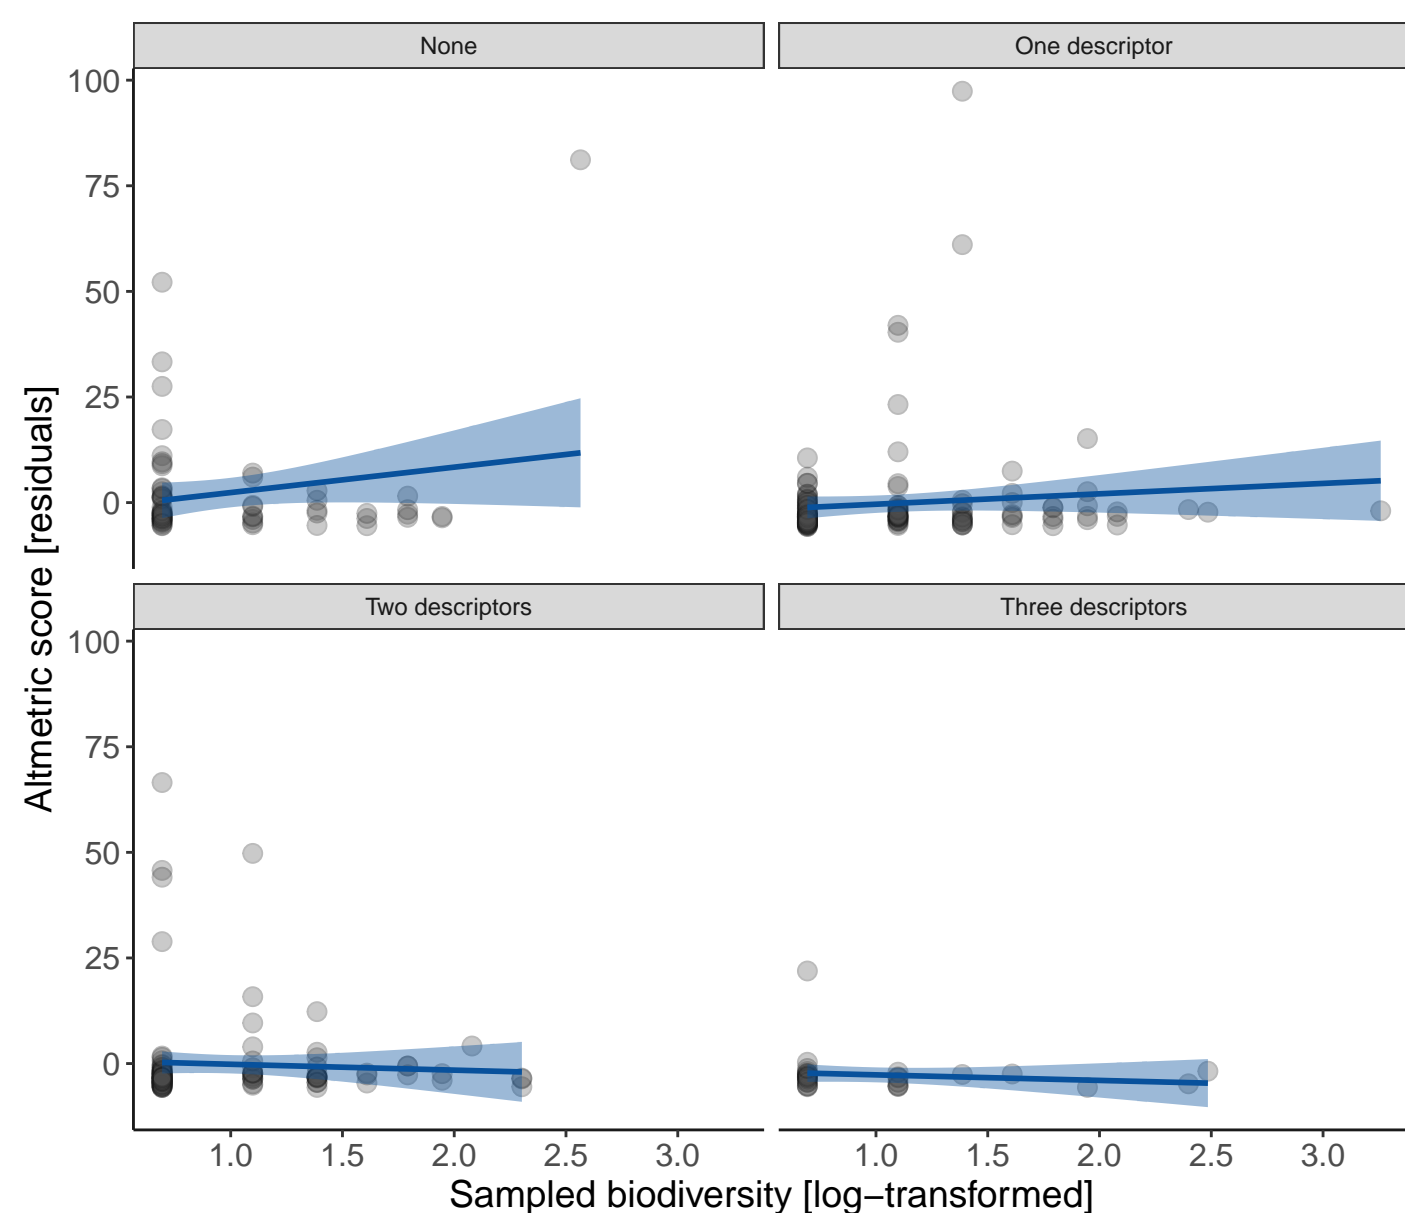 None
One descriptor
100
75
50
25
0
Two descriptors
Three descriptors
100
75
50
25
0
Altmetric score [residuals]
1.0 1.5 2.0 2.5 3.0
1.0 1.5 2.0 2.5 3.0
Sampled biodiversity [log−transformed]